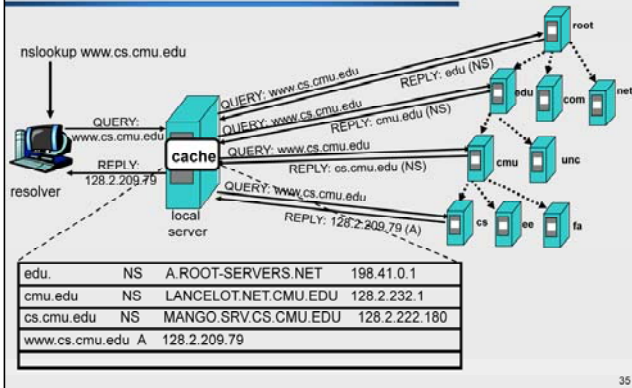 root
nslookup www.cs.cmu.edu
QUERY: www.cs.cmu.edu
REPLY: edu (NS)
edu
com
net
QUERY: www.cs.cmu.edu
REPLY: cmu.edu (NS)
QUERY:
www.cs.cmu.edu
cache
QUERY: www.cs.cmu.edu
REPLY: cs.cmu.edu (NS)
cmu
unc
REPLY:
128.2.209.79
resolver
QUERY: www.cs.cmu.edu
REPLY: 128.2.209.79 (A)
local
server
cs
ee
fa
edu. NS A.ROOT-SERVERS.NET 198.41.0.1
cmu.edu NS LANCELOT.NET.CMU.EDU 128.2.232.1
cs.cmu.edu NS MANGO.SRV.CS.CMU.EDU 128.2.222.180
www.cs.cmu.edu A 128.2.209.79
35